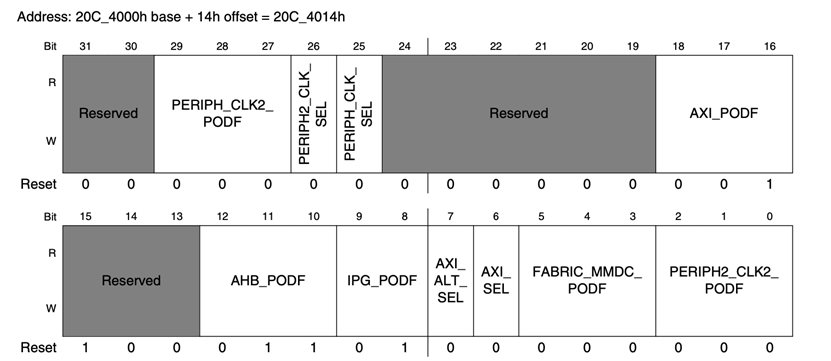 Address: 20C_4000h base + 14h offset = 20C_4014h
Bit 31 30 29 28 27 26 25 24 23 22 21 20 19 18 17 16
R
W
Reserved
PERIPH_CLK2_
PODF
PERIPH2_CLK_
SEL
PERIPH_CLK_
SEL
Reserved
AXI_PODF
Reset 0 0 0 0 0 0 0 0 0 0 0 0 0 0 0 1
Bit 15 14 13 12 11 10 9 8 7 6 5 4 3 2 1 0
R
W
Reserved
AHB_PODF
IPG_PODF
AXI_
ALT_
SEL
AXI_
SEL
FABRIC_MMDC_
PODF
PERIPH2_CLK2_
PODF
Reset 1 0 0 0 1 1 0 1 0 0 0 0 0 0 0 0